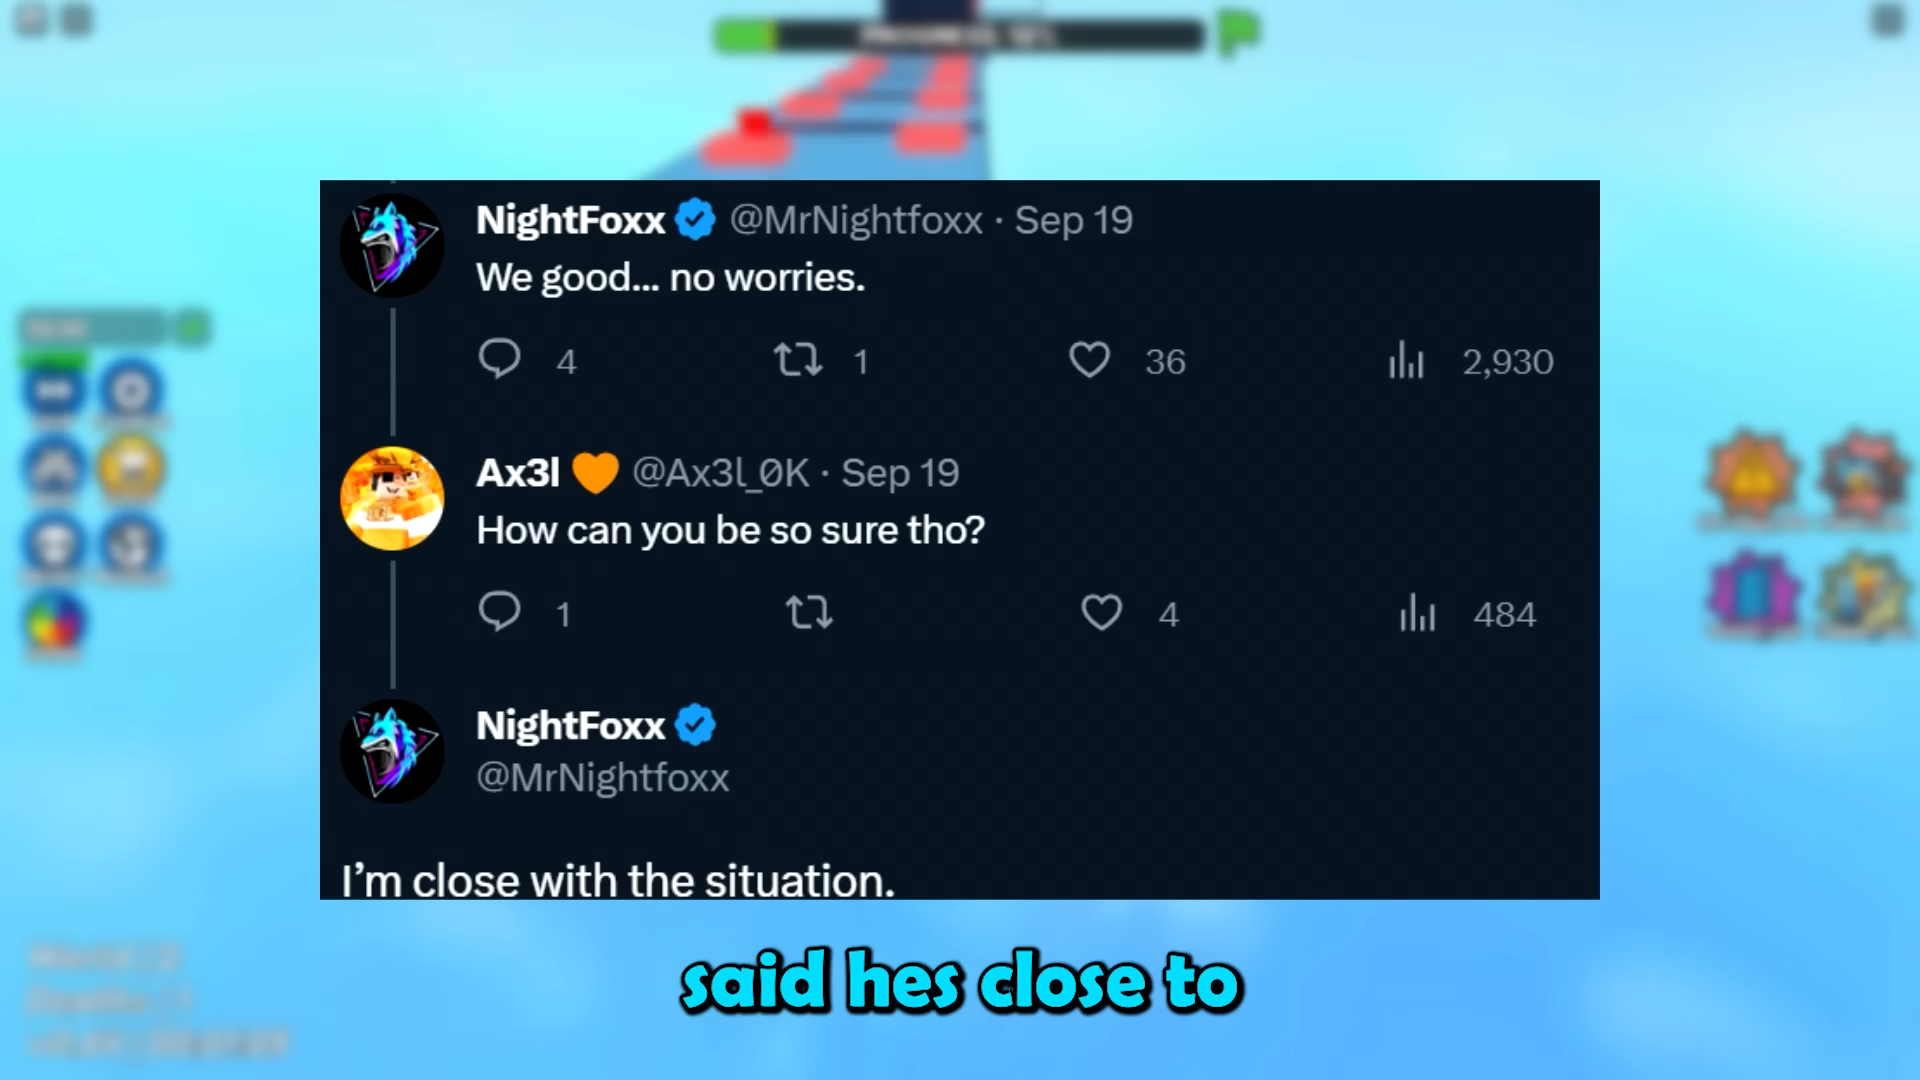 NightFoxx @MrNightfoxx · Sep 19
We good... no worries.
4 1 36 2,930
Ax3l 🧡 @Ax3l_0K · Sep 19
How can you be so sure tho?
1 4 484
NightFoxx
@MrNightfoxx
I'm close with the situation.
said hes close to